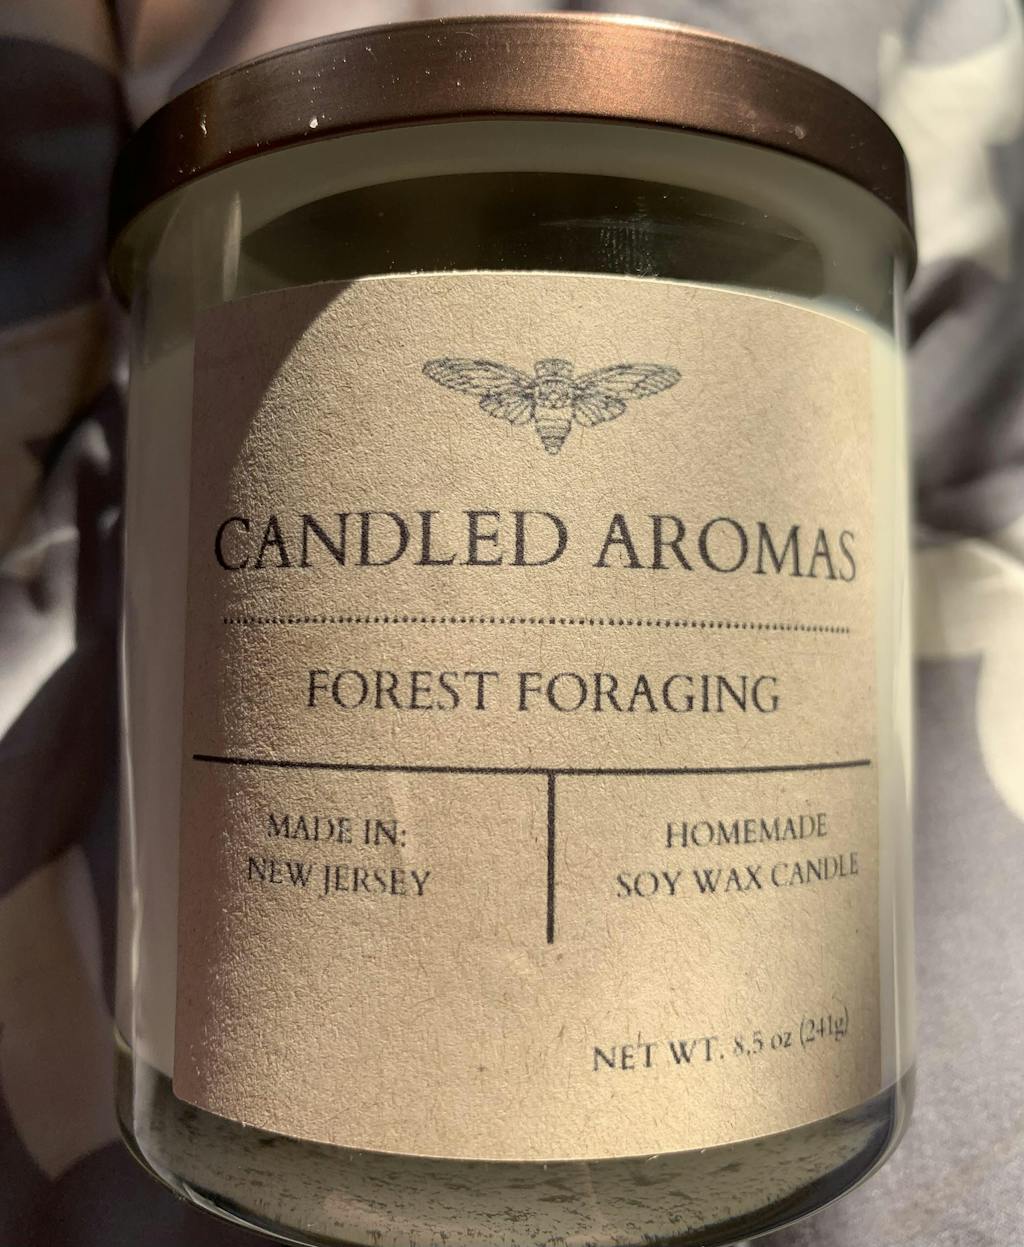 CANDLED AROMAS
FOREST FORAGING
MADE IN:
NEW JERSEY
HOMEMADE
SOY WAX CANDLE
NET WT. 8.5 oz (241g)